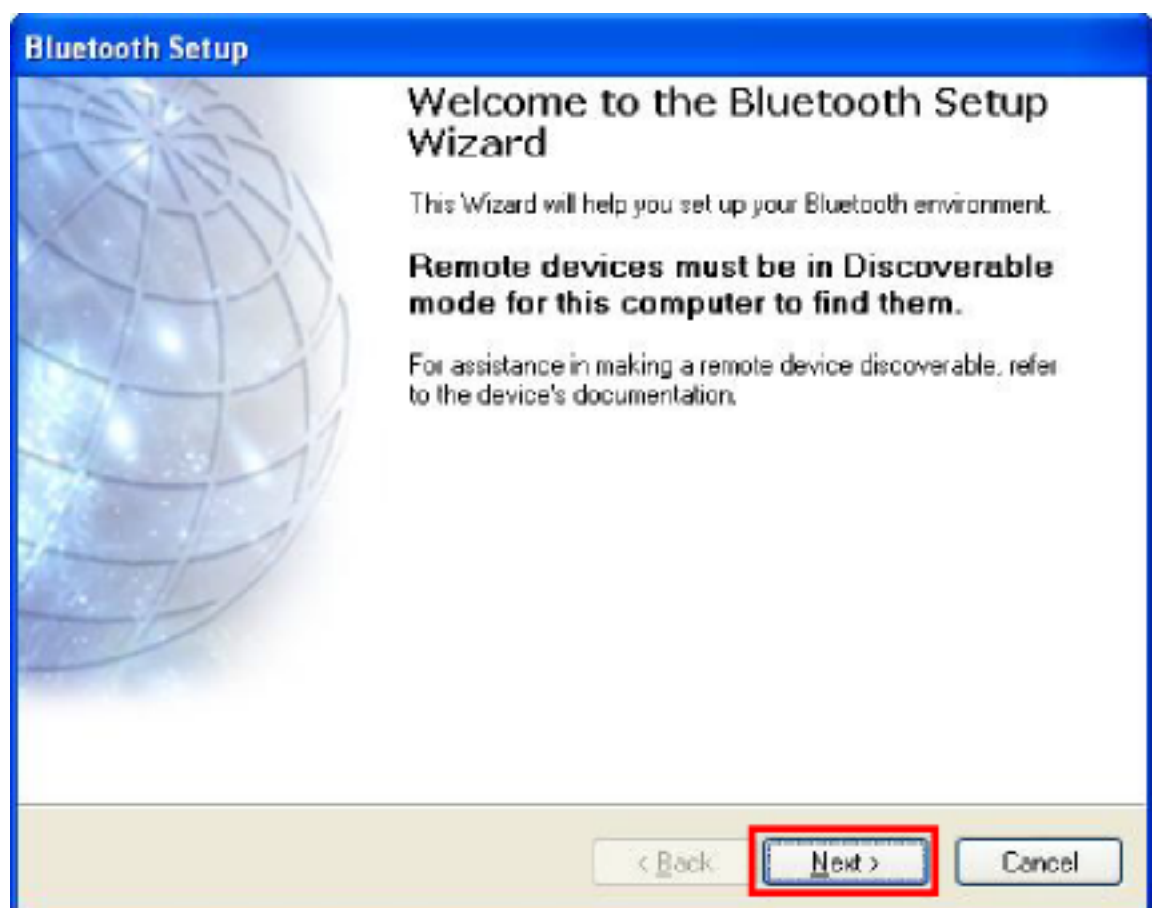 Bluetooth Setup
Welcome to the Bluetooth Setup
Wizard
This Wizard will help you set up your Bluetooth environment.
Remote devices must be in Discoverable
mode for this computer to find them.
For assistance in making a remote device discoverable, refer
to the device's documentation.
< Back
Next >
Cancel